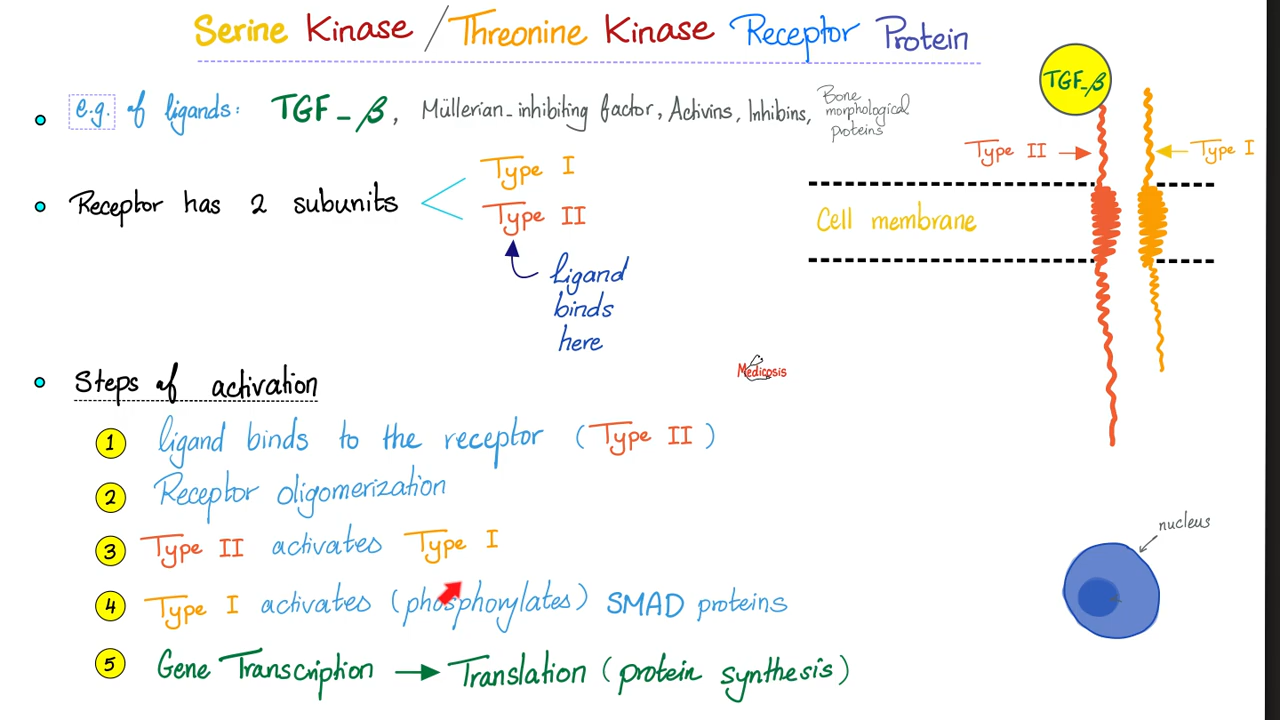 Serine Kinase / Threonine Kinase Receptor Protein
e.g. of ligands: TGF-β, Müllerian-inhibiting factor, Activins, Inhibins, Bone morphological proteins
Receptor has 2 subunits
Type I
Type II
ligand
binds
here
TGF-β
Type II
Type I
Cell membrane
Medicosis
Steps of activation
1 ligand binds to the receptor (Type II)
2 Receptor oligomerization
3 Type II activates Type I
4 Type I activates (phosphorylates) SMAD proteins
5 Gene Transcription → Translation (protein synthesis)
nucleus